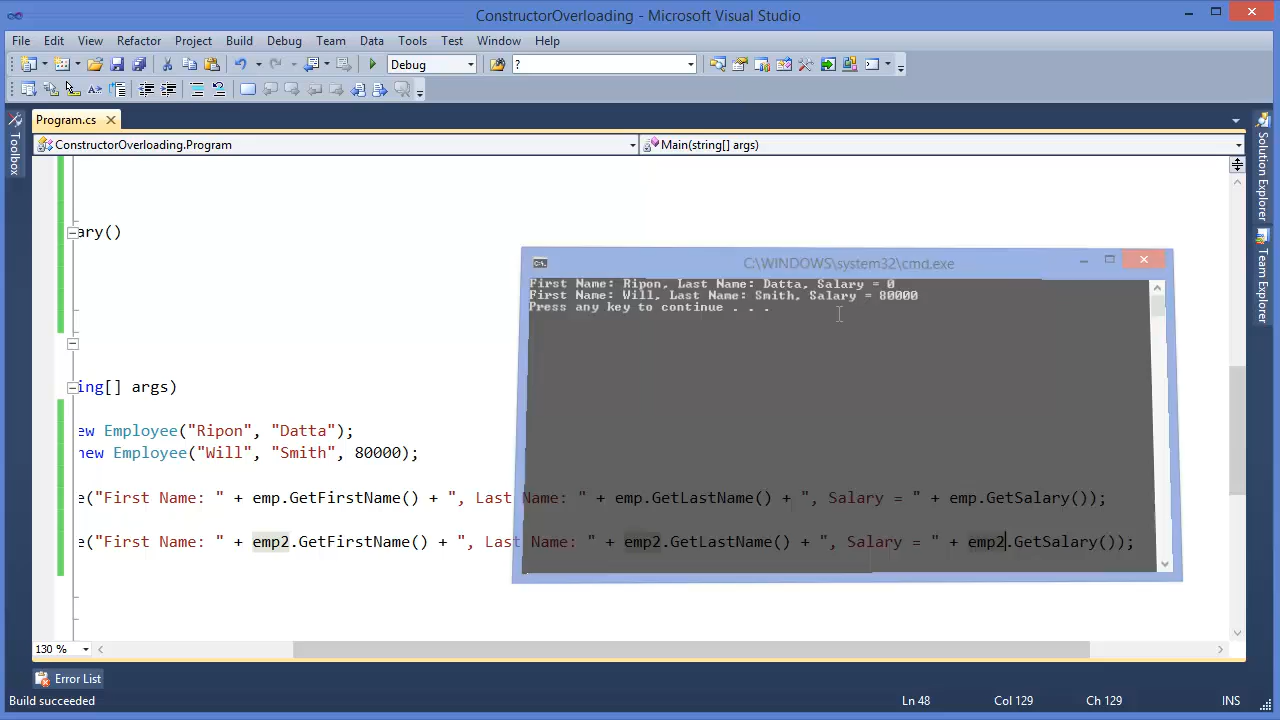 ConstructorOverloading - Microsoft Visual Studio
File Edit View Refactor Project Build Debug Team Data Tools Test Window Help
Debug ?
Program.cs
ConstructorOverloading.Program Main(string[] args)
Toolbox
Solution Explorer
Team Explorer
ary()
C:\WINDOWS\system32\cmd.exe
First Name: Ripon, Last Name: Datta, Salary = 0
First Name: Will, Last Name: Smith, Salary = 80000
Press any key to continue . . .
ing[] args)
ew Employee("Ripon", "Datta");
new Employee("Will", "Smith", 80000);
e("First Name: " + emp.GetFirstName() + ", Last Name: " + emp.GetLastName() + ", Salary = " + emp.GetSalary());
e("First Name: " + emp2.GetFirstName() + ", Last Name: " + emp2.GetLastName() + ", Salary = " + emp2.GetSalary());
130 %
Error List
Build succeeded Ln 48 Col 129 Ch 129 INS